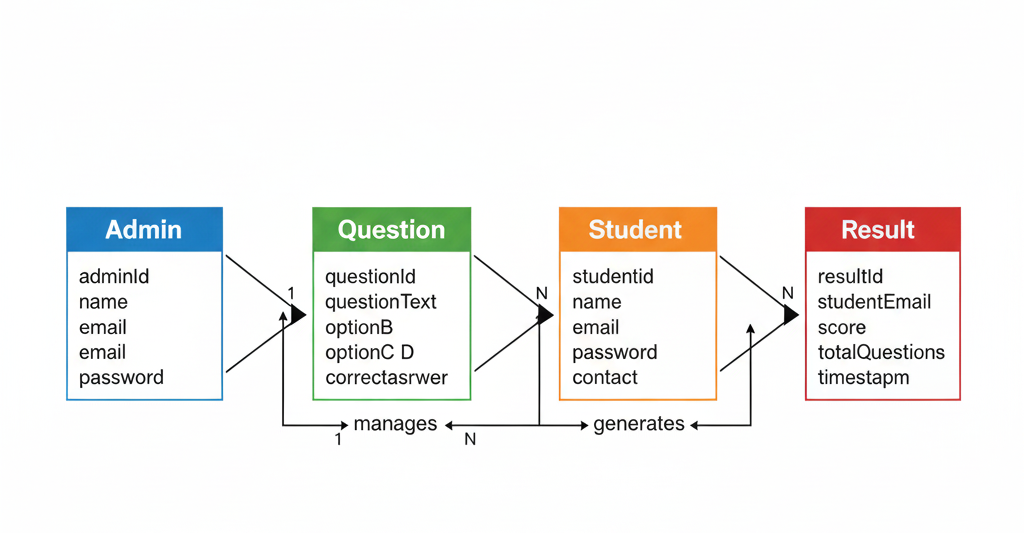 Admin
adminId
name
email
email
password
1
Question
questionId
questionText
optionB
optionC D
correctasrwer
N
Student
studentid
name
email
password
contact
N
Result
resultId
studentEmail
score
totalQuestions
timestapm
manages
generates
1
N